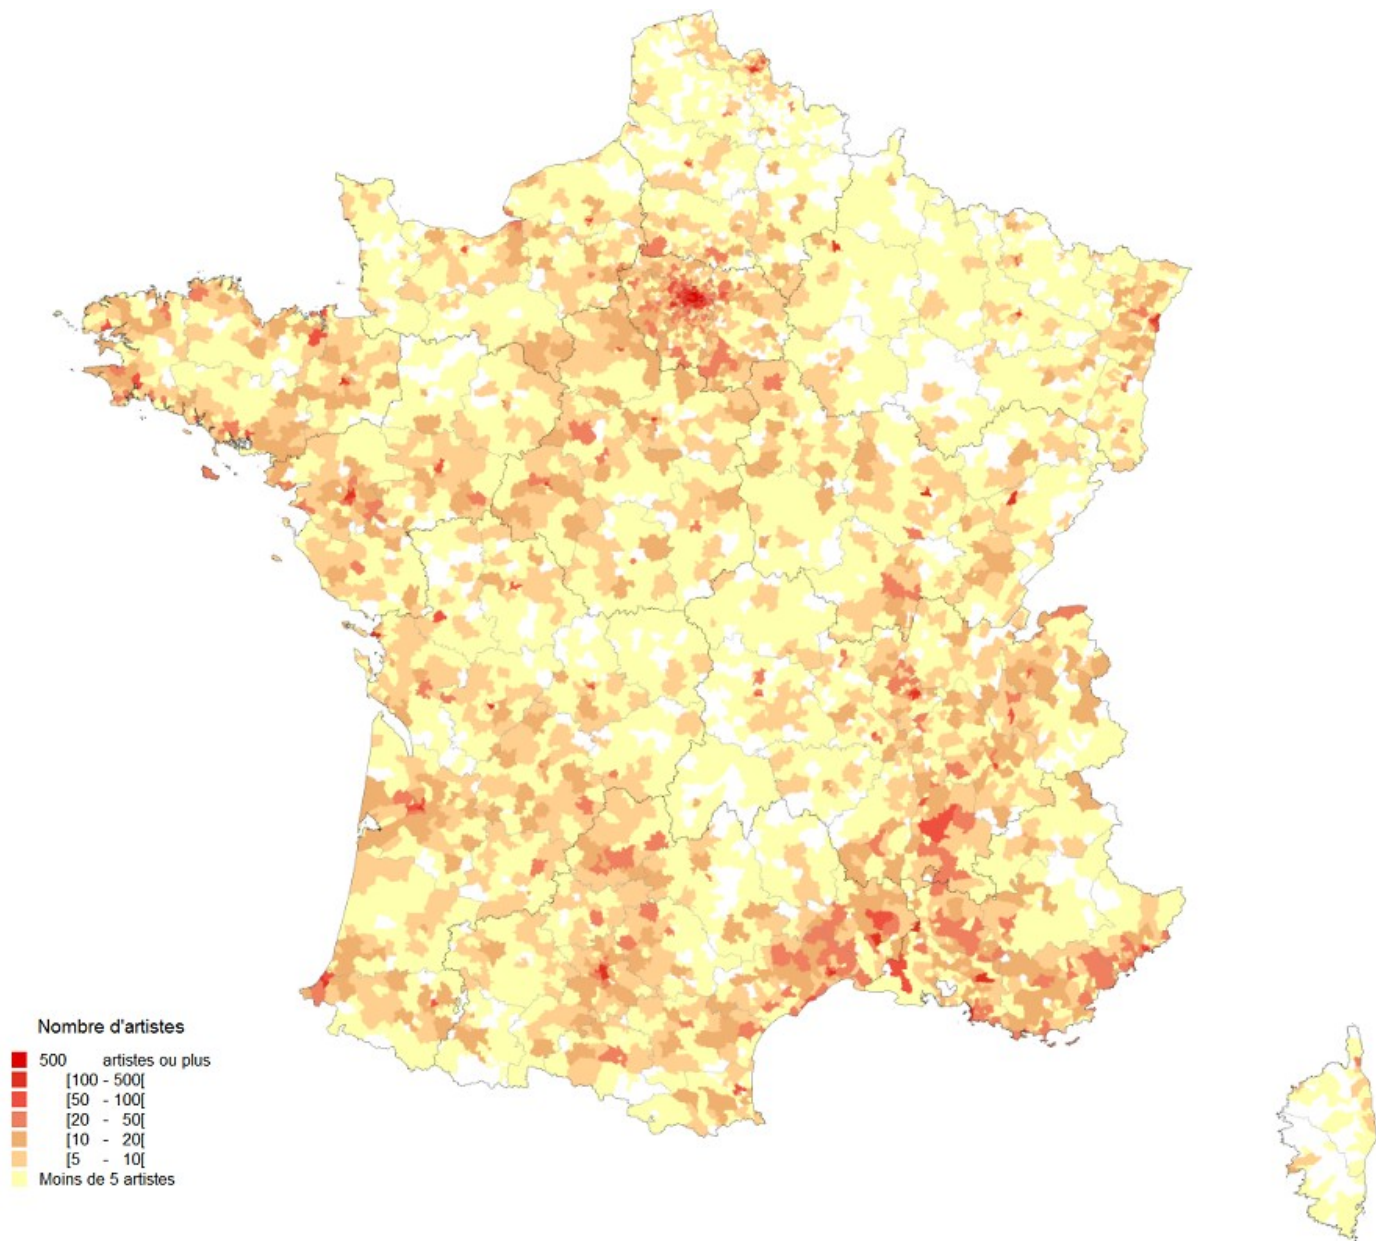 Nombre d'artistes
500 artistes ou plus
[100 - 500[
[50 - 100[
[20 - 50[
[10 - 20[
[5 - 10[
Moins de 5 artistes